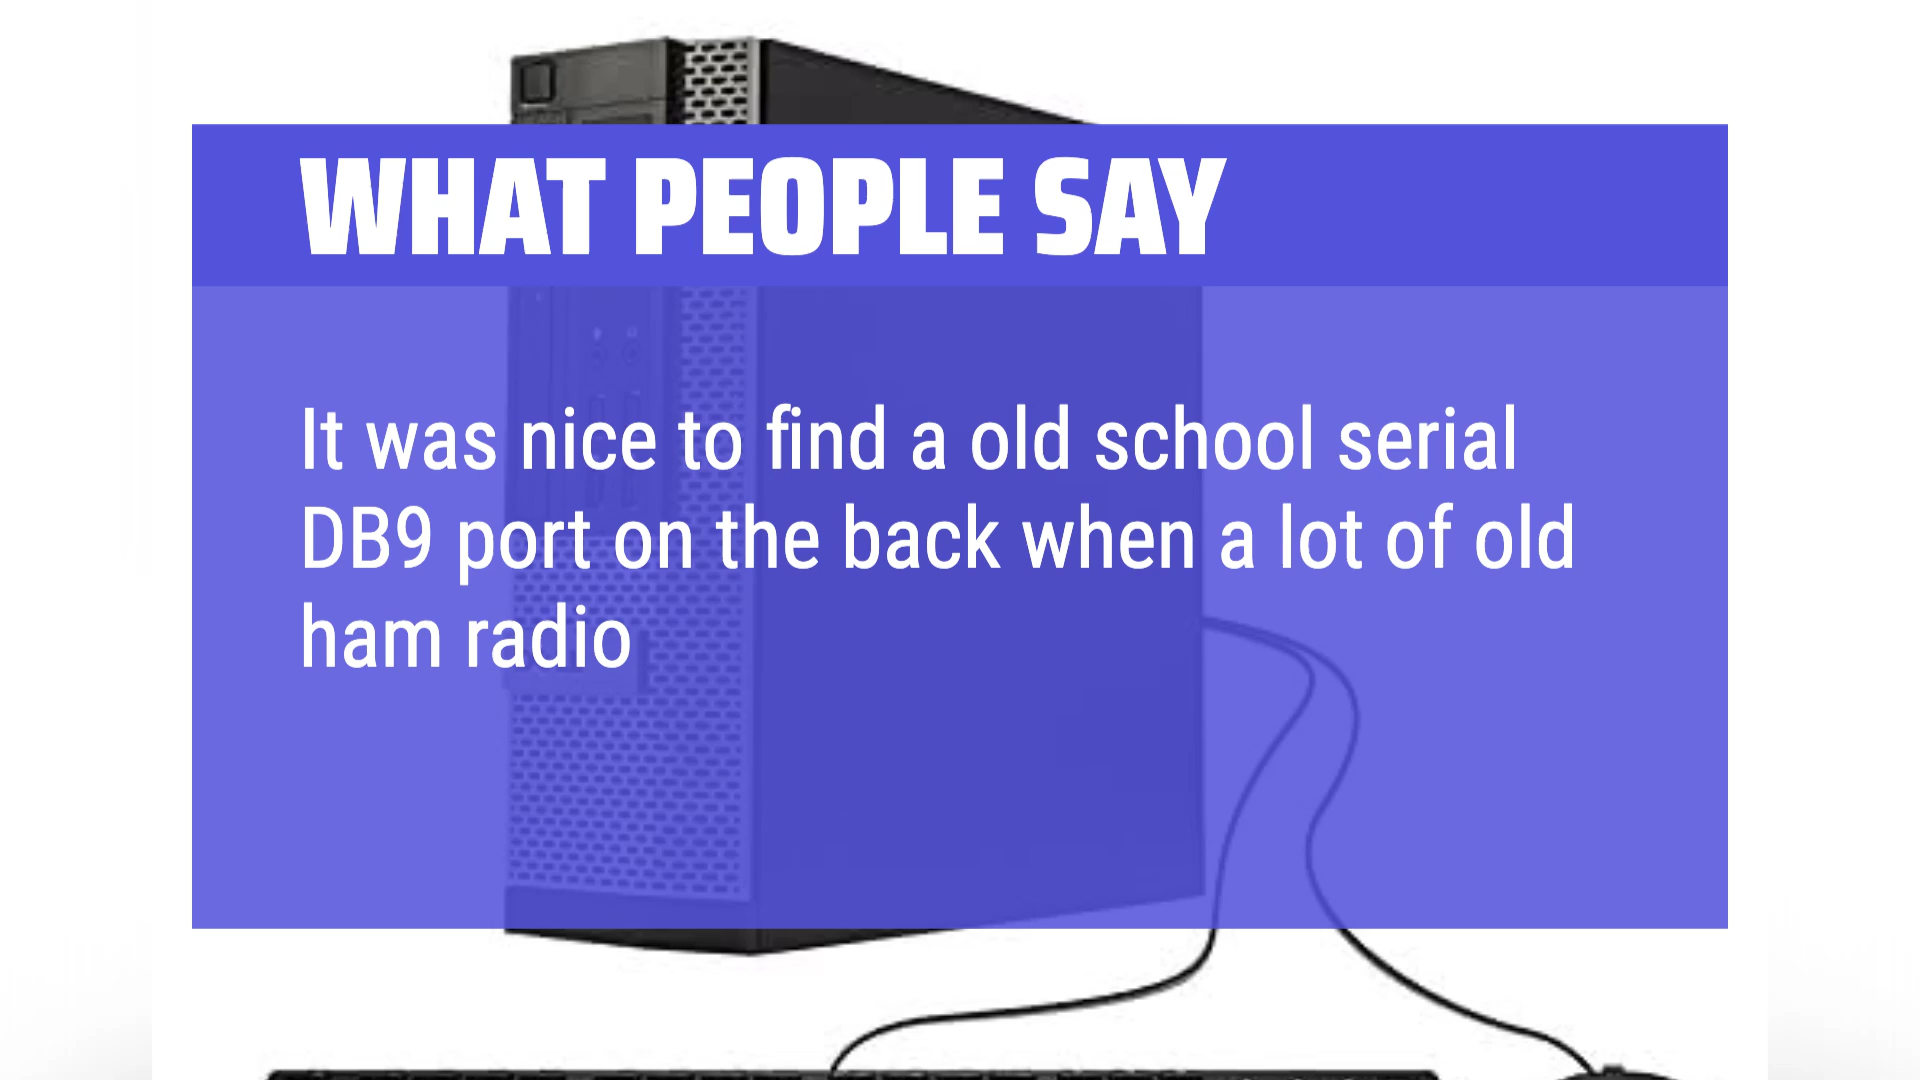 WHAT PEOPLE SAY
It was nice to find a old school serial
DB9 port on the back when a lot of old
ham radio